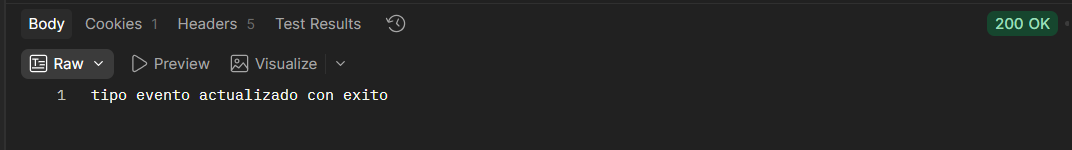 Body Cookies 1 Headers 5 Test Results 200 OK
Raw Preview Visualize
1 tipo evento actualizado con exito